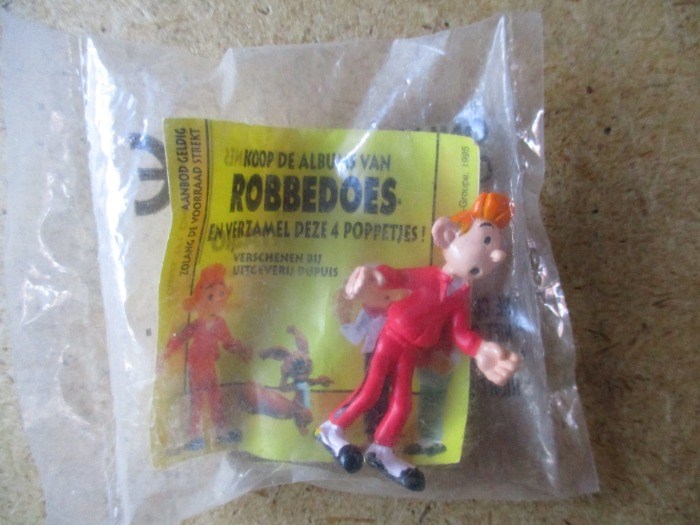 AANBOD GELDIG
ZOLANG DE VOORRAAD STREKT
KOOP DE ALBUMS VAN
ROBBEDOES
EN VERZAMEL DEZE 4 POPPETJES !
VERSCHENEN BIJ
UITGEVERIJ DUPUIS
Groupe. 1995